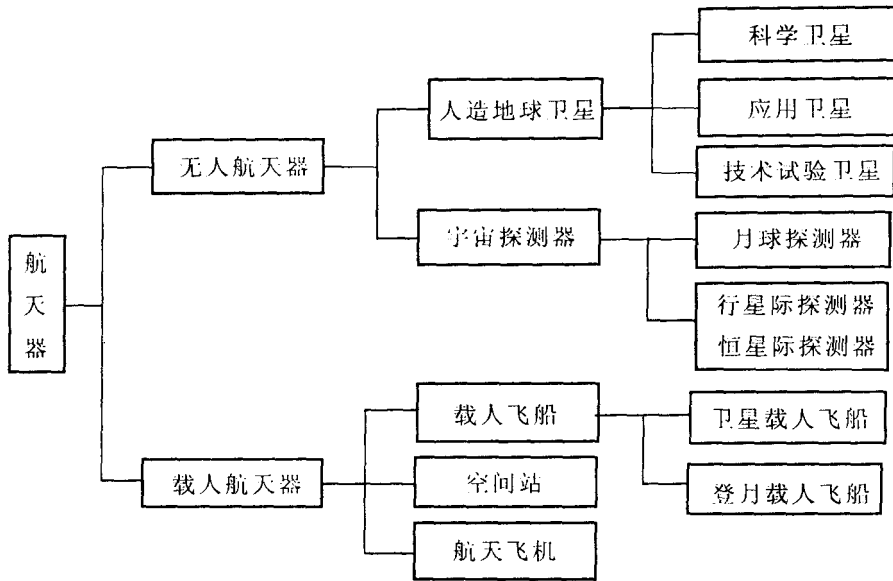 航
天
器
无人航天器
人造地球卫星
科学卫星
应用卫星
技术试验卫星
宇宙探测器
月球探测器
行星际探测器
恒星际探测器
载人航天器
载人飞船
卫星载人飞船
登月载人飞船
空间站
航天飞机